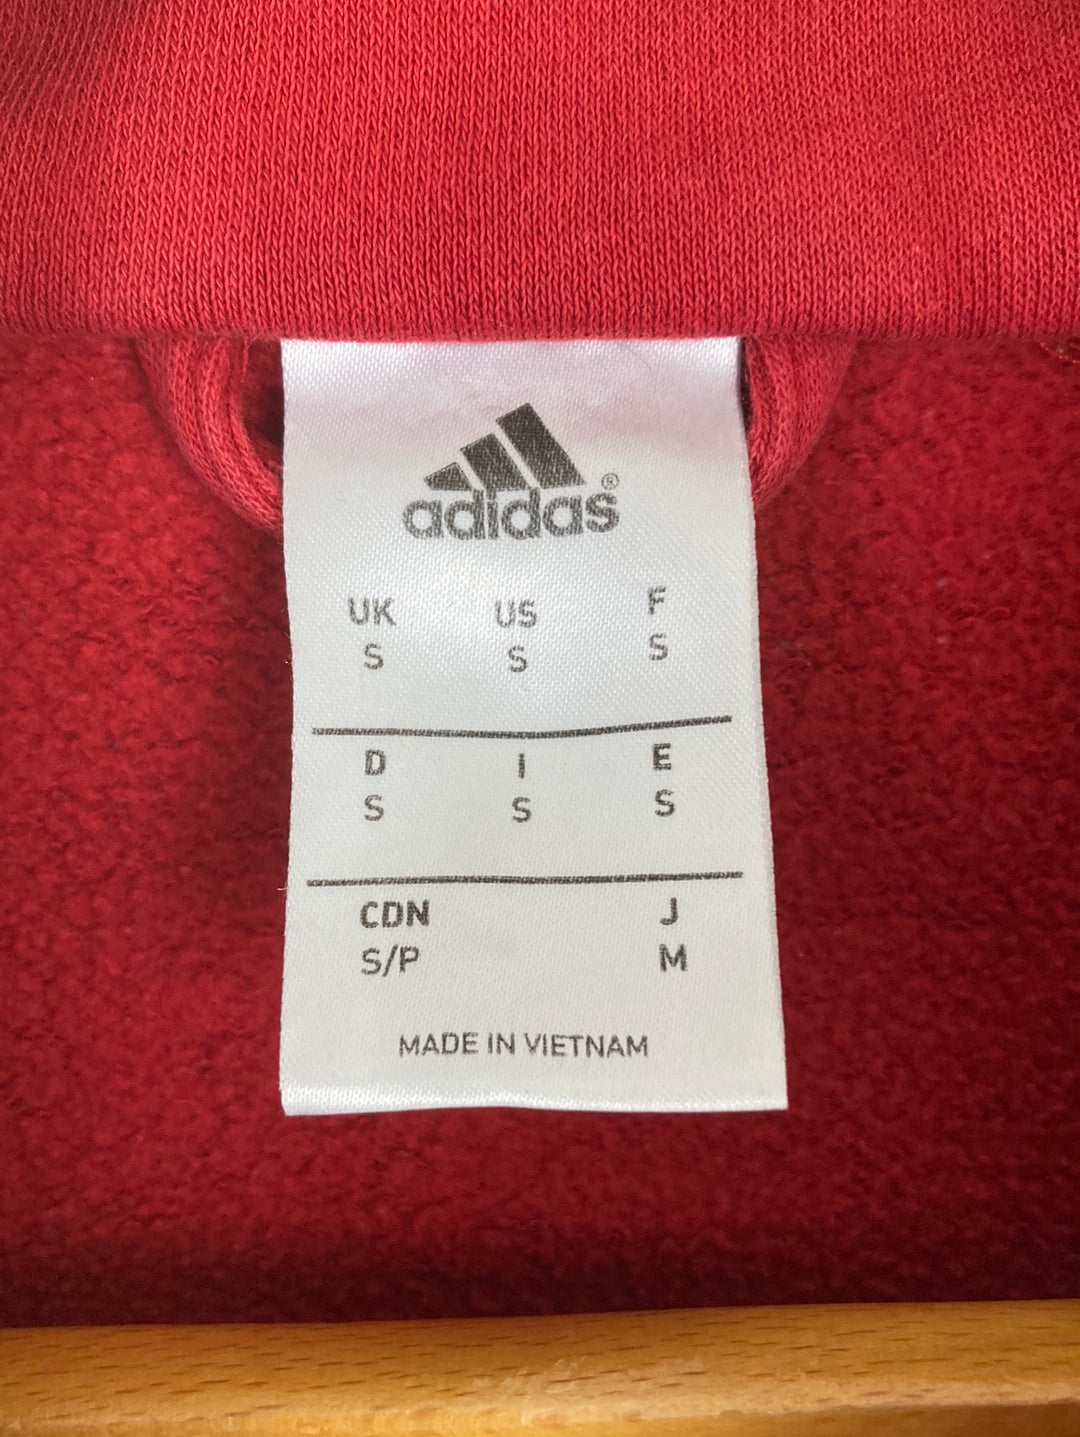 adidas®
UK US F
S S S
D I E
S S S
CDN J
S/P M
MADE IN VIETNAM